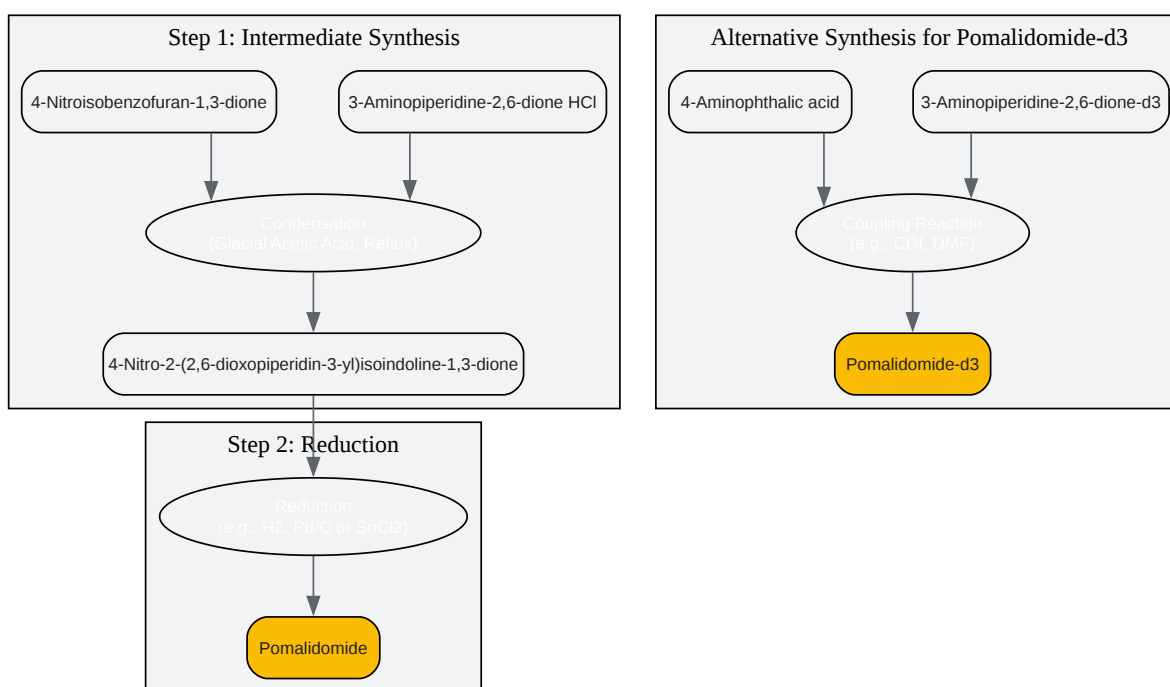 Step 1: Intermediate Synthesis
4-Nitroisobenzofuran-1,3-dione
3-Aminopiperidine-2,6-dione HCl
Condensation
(Glacial Acetic Acid, Reflux)
4-Nitro-2-(2,6-dioxopiperidin-3-yl)isoindoline-1,3-dione
Step 2: Reduction
Reduction
(e.g., H2, Pd/C or SnCl2)
Pomalidomide
Alternative Synthesis for Pomalidomide-d3
4-Aminophthalic acid
3-Aminopiperidine-2,6-dione-d3
Coupling Reaction
(e.g., CDI, DMF)
Pomalidomide-d3